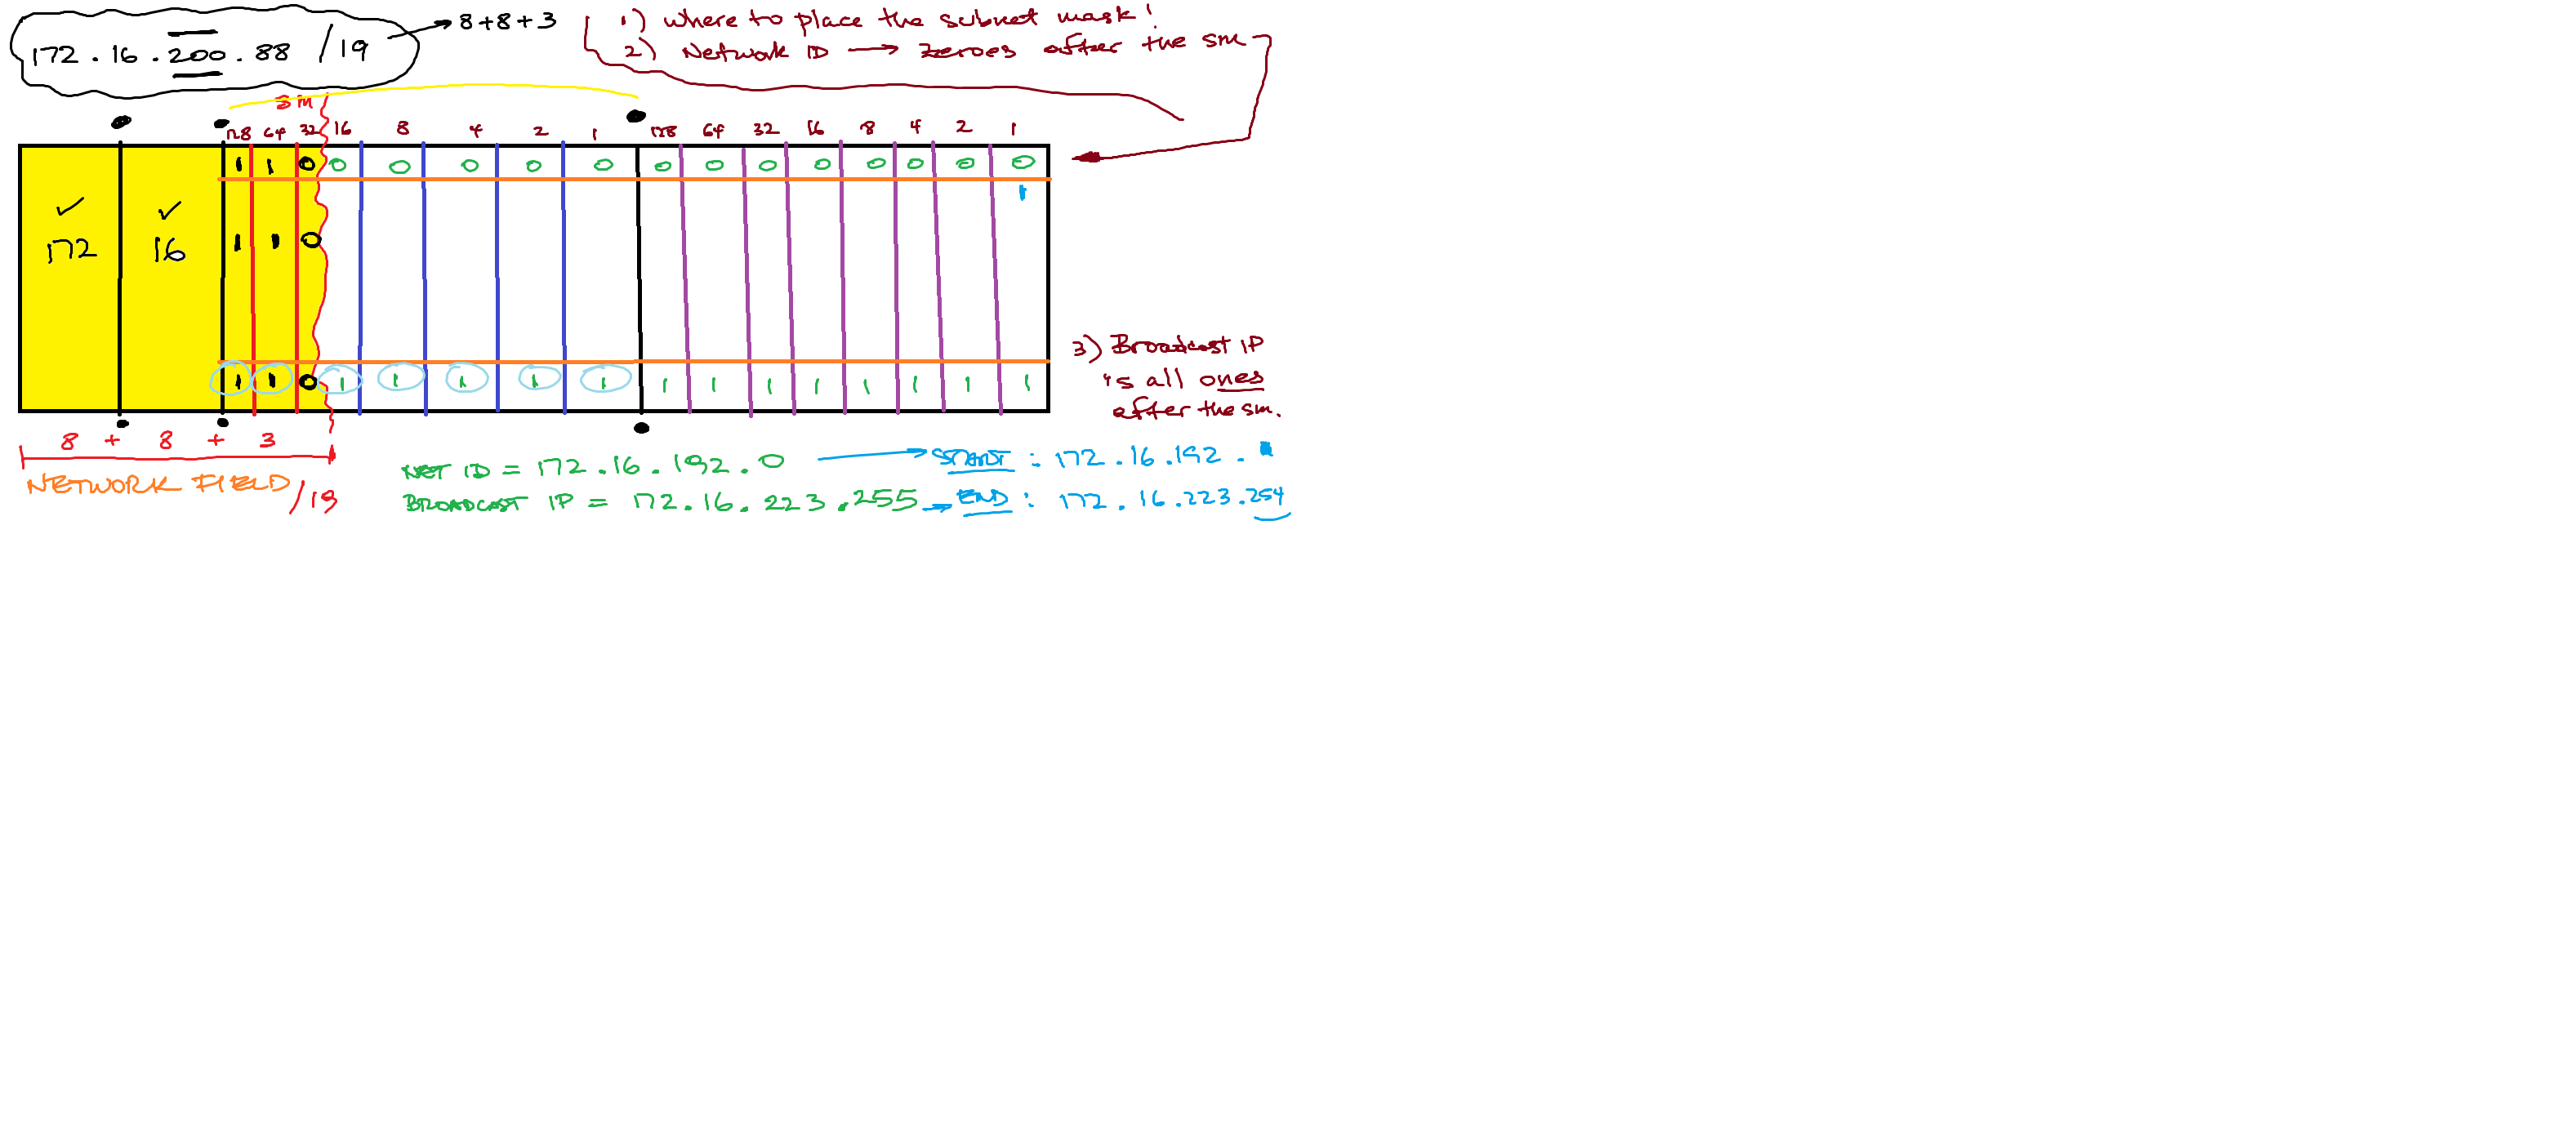 172 . 16 . 200 . 88 / 19 → 8+8+3
1) where to place the subnet mask!
2) Network ID → Zeroes after the sm
sm
128 64 32 16 8 4 2 1 128 64 32 16 8 4 2 1
1 1 0 0 0 0 0 0 0 0 0 0 0 0 0 0
1
✓ ✓
172 16 1 1 0
3) Broadcast IP
is all ones
after the sm.
1 1 0 1 1 1 1 1 1 1 1 1 1 1 1 1
8 + 8 + 3
NETWORK FIELD /19
NET ID = 172.16.192.0 → START : 172.16.192.
BROADCAST IP = 172.16.223.255 → END : 172.16.223.254